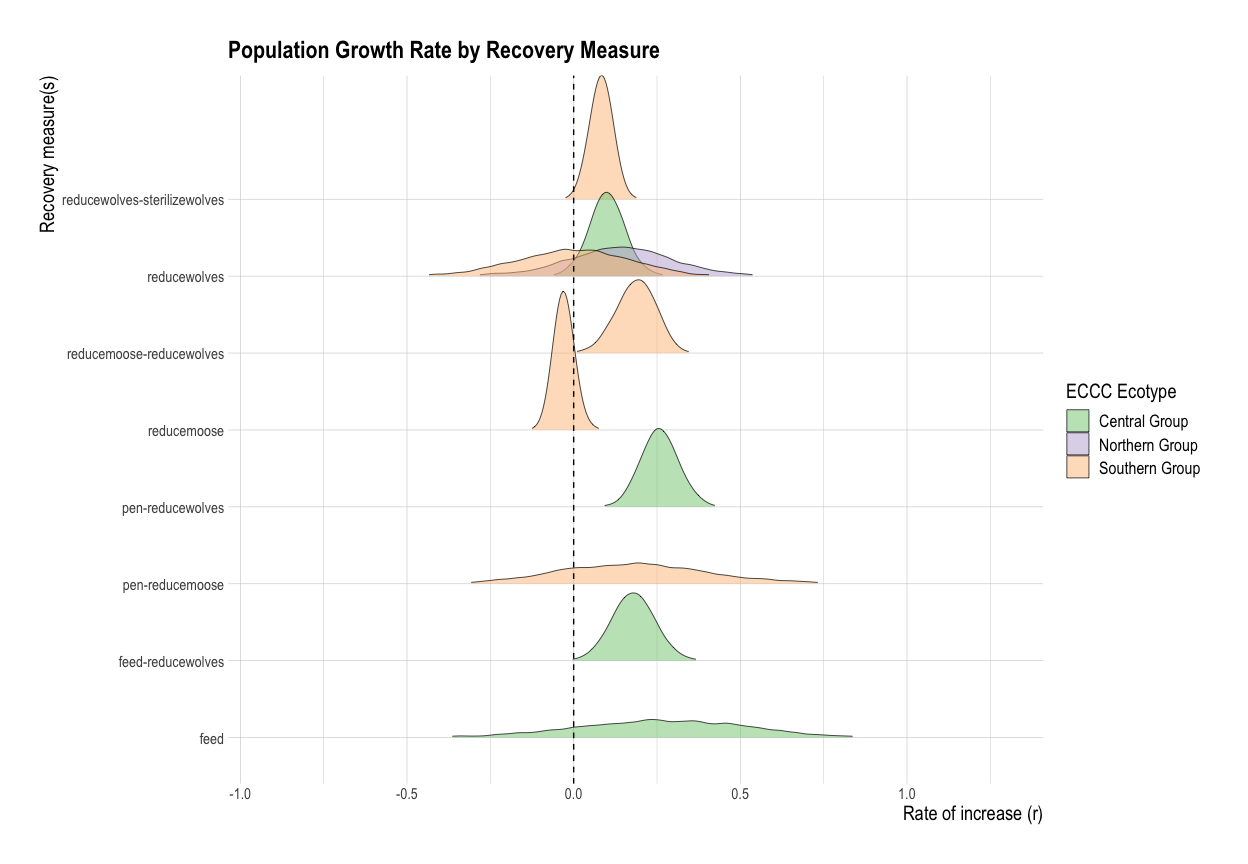 Population Growth Rate by Recovery Measure
Recovery measure(s)
reducewolves-sterilizewolves
reducewolves
reducemoose-reducewolves
reducemoose
pen-reducewolves
pen-reducemoose
feed-reducewolves
feed
-1.0 -0.5 0.0 0.5 1.0
Rate of increase (r)
ECCC Ecotype
Central Group
Northern Group
Southern Group